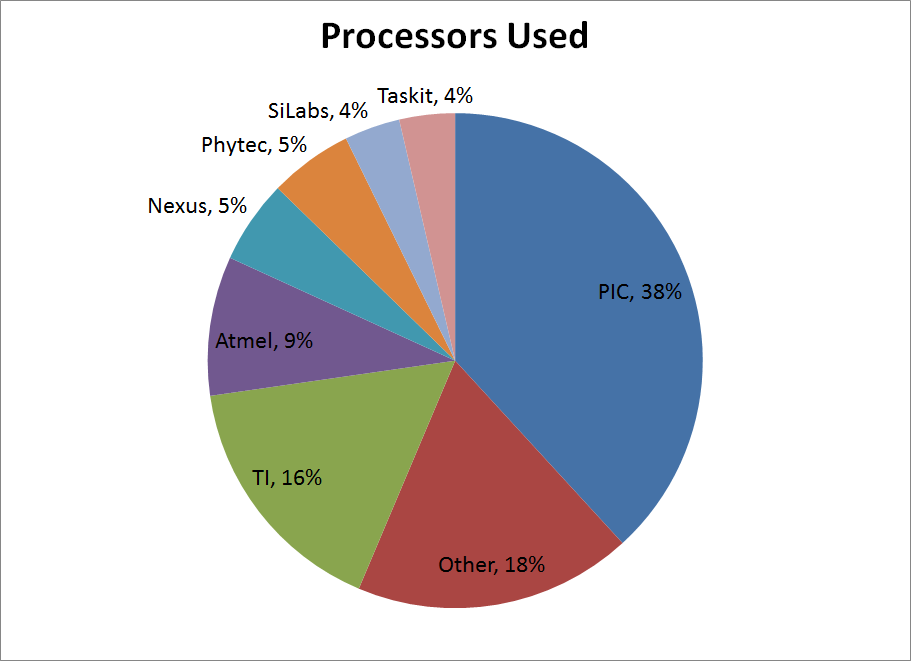 Processors Used
Taskit, 4%
SiLabs, 4%
Phytec, 5%
Nexus, 5%
PIC, 38%
Atmel, 9%
TI, 16%
Other, 18%